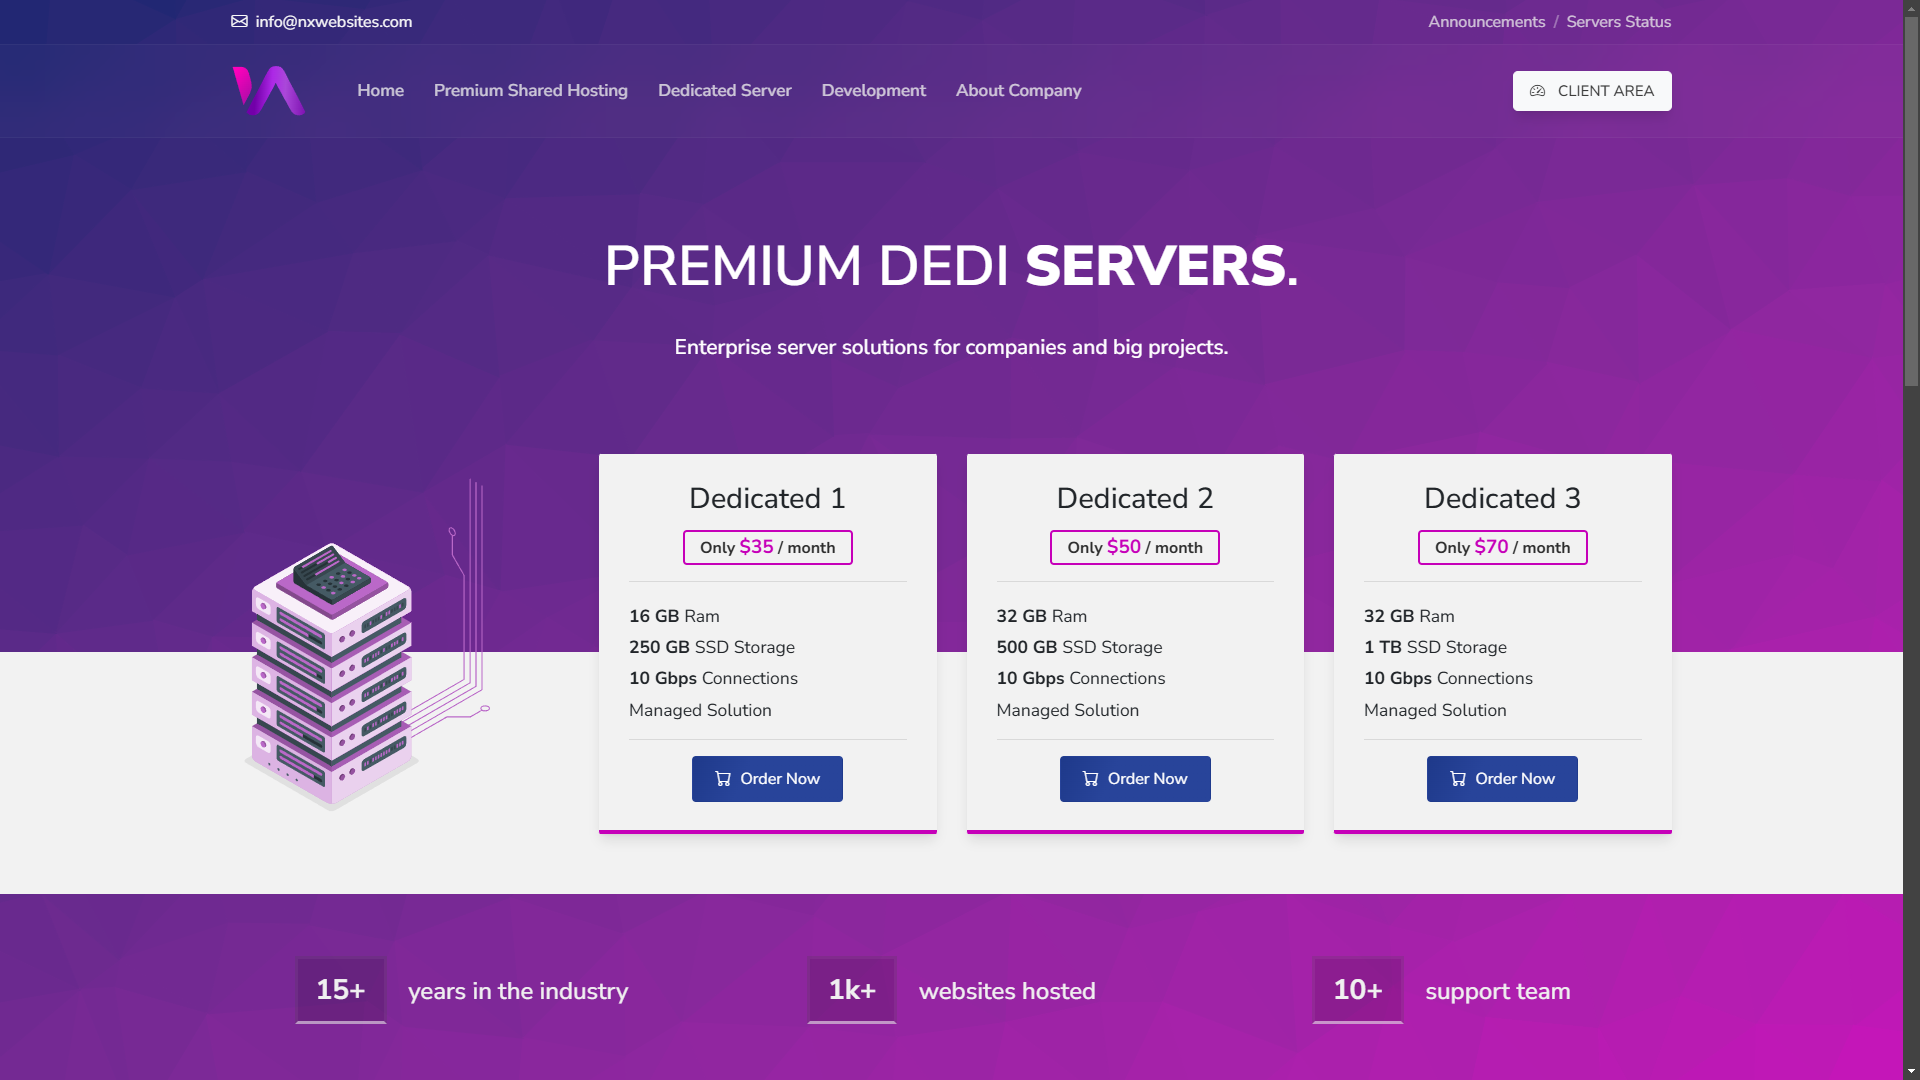 info@nxwebsites.com
Announcements / Servers Status
Home Premium Shared Hosting Dedicated Server Development About Company
CLIENT AREA
PREMIUM DEDI SERVERS.
Enterprise server solutions for companies and big projects.
Dedicated 1
Only $35 / month
16 GB Ram
250 GB SSD Storage
10 Gbps Connections
Managed Solution
Order Now
Dedicated 2
Only $50 / month
32 GB Ram
500 GB SSD Storage
10 Gbps Connections
Managed Solution
Order Now
Dedicated 3
Only $70 / month
32 GB Ram
1 TB SSD Storage
10 Gbps Connections
Managed Solution
Order Now
15+ years in the industry
1k+ websites hosted
10+ support team